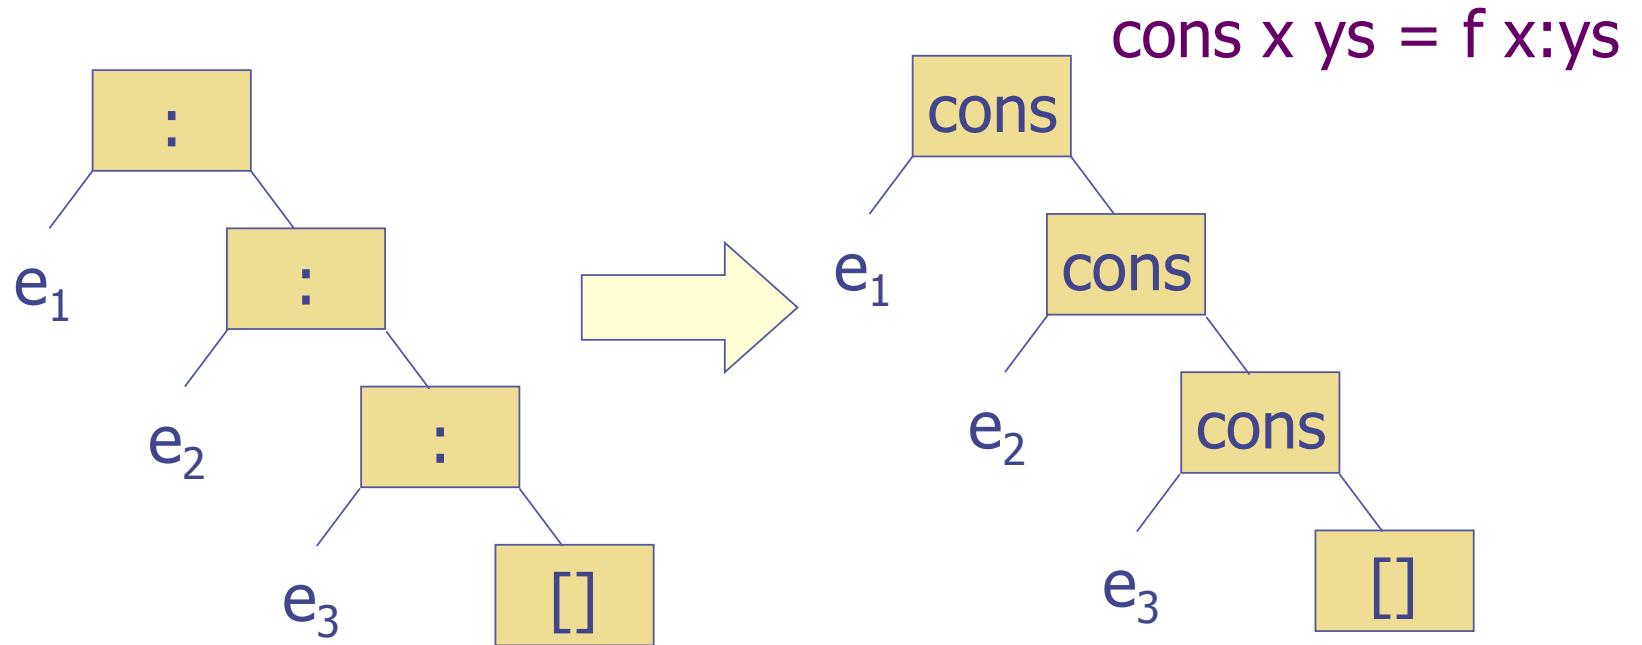 cons x ys = f x:ys
:
e₁
:
e₂
:
e₃
[]
cons
e₁
cons
e₂
cons
e₃
[]